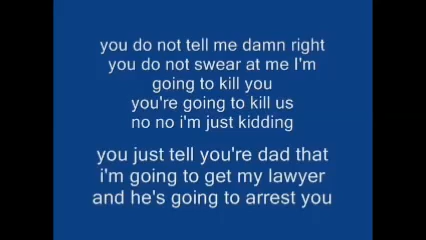 you do not tell me damn right
you do not swear at me I'm
going to kill you
you're going to kill us
no no i'm just kidding
you just tell you're dad that
i'm going to get my lawyer
and he's going to arrest you